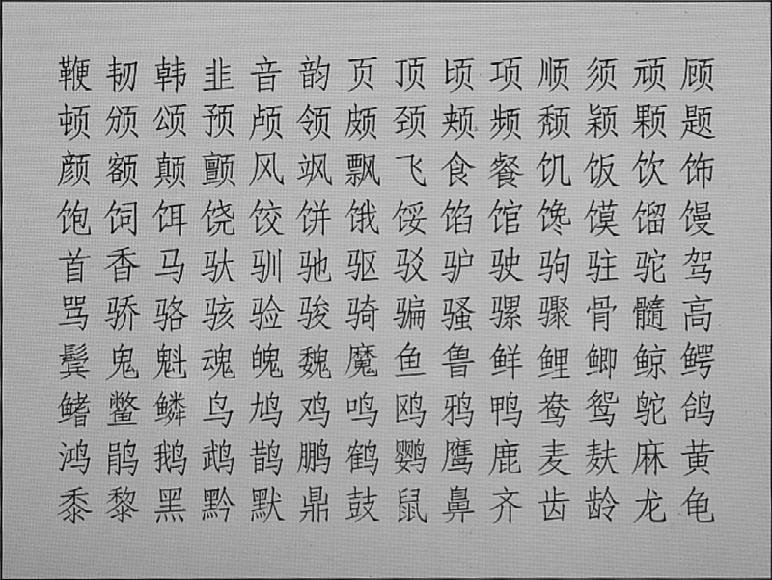 鞭韧韩韭音韵页顶顷项顺须顽顾
顿颁颂预颅领颇颈颊频颓颖颗题
颜额颠颤风飒飘飞食餐饥饭饮饰
饱饲饵饶饺饼饿馁馅馆馋馍馏馒
首香马驮驯驰驱驳驴驶驹驻驼驾
骂骄骆骇验骏骑骗骚骡骤骨髓高
鬓鬼魁魂魄魏魔鱼鲁鲜鲤鲫鲸鳄
鳍鳖鳞鸟鸠鸡鸣鸥鸦鸭鸯鸳鸵鸽
鸿鹃鹅鹉鹊鹏鹤鹦鹰鹿麦麸麻黄
黍黎黑黔默鼎鼓鼠鼻齐齿龄龙龟